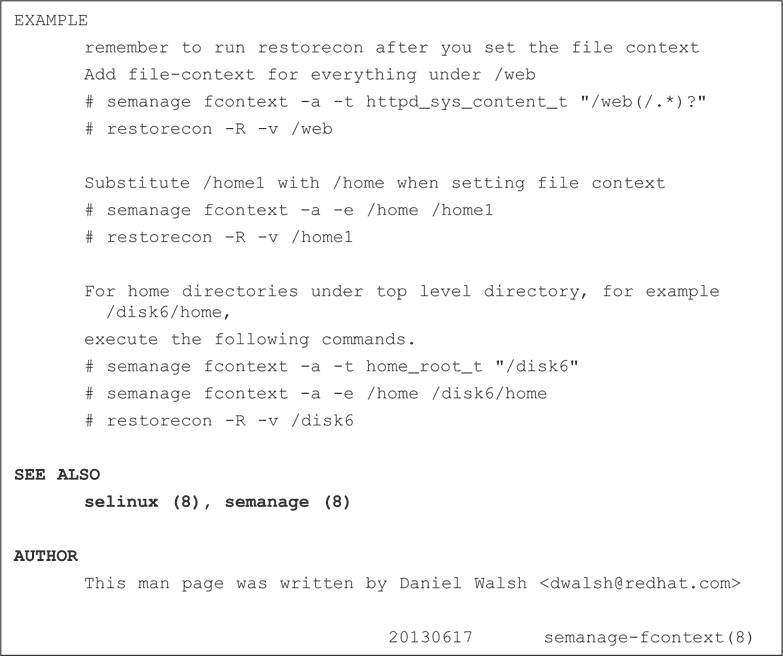 EXAMPLE
remember to run restorecon after you set the file context
Add file-context for everything under /web
# semanage fcontext -a -t httpd_sys_content_t "/web(/.*)?"
# restorecon -R -v /web
Substitute /home1 with /home when setting file context
# semanage fcontext -a -e /home /home1
# restorecon -R -v /home1
For home directories under top level directory, for example
/disk6/home,
execute the following commands.
# semanage fcontext -a -t home_root_t "/disk6"
# semanage fcontext -a -e /home /disk6/home
# restorecon -R -v /disk6
SEE ALSO
selinux (8), semanage (8)
AUTHOR
This man page was written by Daniel Walsh <dwalsh@redhat.com>
20130617 semanage-fcontext(8)